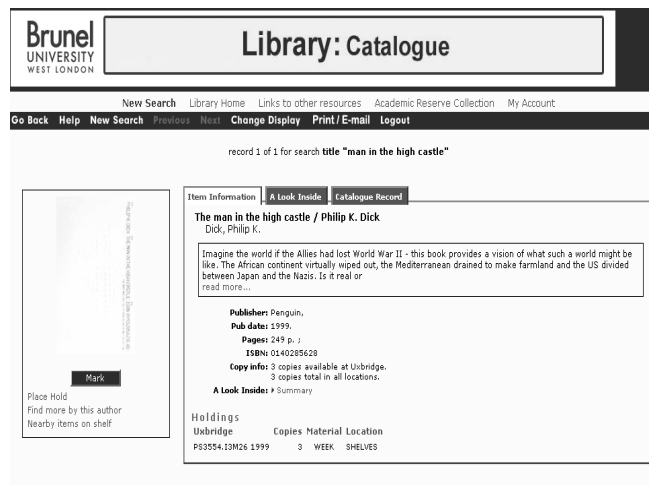 Brunel
UNIVERSITY
WEST LONDON
Library: Catalogue
New Search Library Home Links to other resources Academic Reserve Collection My Account
Go Back Help New Search Previous Next Change Display Print / E-mail Logout
record 1 of 1 for search title "man in the high castle"
Item Information A Look Inside Catalogue Record
The man in the high castle / Philip K. Dick
Dick, Philip K.
Imagine the world if the Allies had lost World War II - this book provides a vision of what such a world might be
like. The African continent virtually wiped out, the Mediterranean drained to make farmland and the US divided
between Japan and the Nazis. Is it real or
read more...
Publisher: Penguin,
Pub date: 1999.
Pages: 249 p. ;
ISBN: 0140285628
Copy info: 3 copies available at Uxbridge.
3 copies total in all locations.
A Look Inside: Summary
Mark
Place Hold
Find more by this author
Nearby items on shelf
Holdings
Uxbridge Copies Material Location
PS3554.I3M26 1999 3 WEEK SHELVES